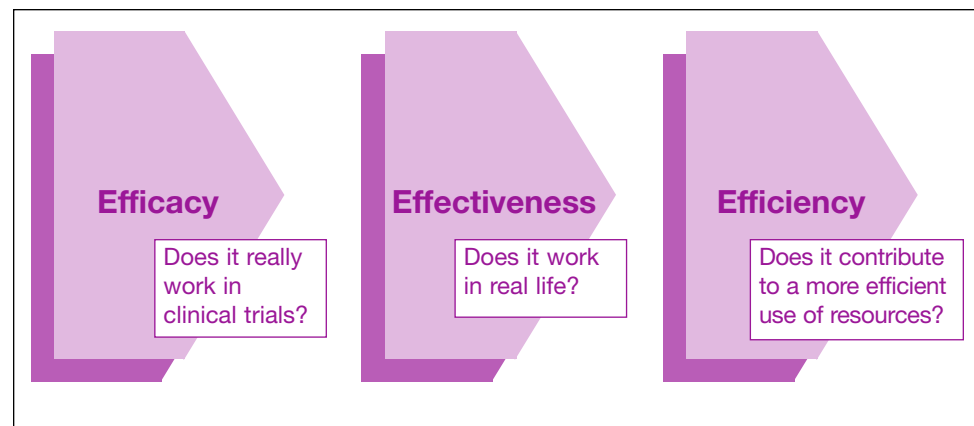 Efficacy
Does it really
work in
clinical trials?
Effectiveness
Does it work
in real life?
Efficiency
Does it contribute
to a more efficient
use of resources?